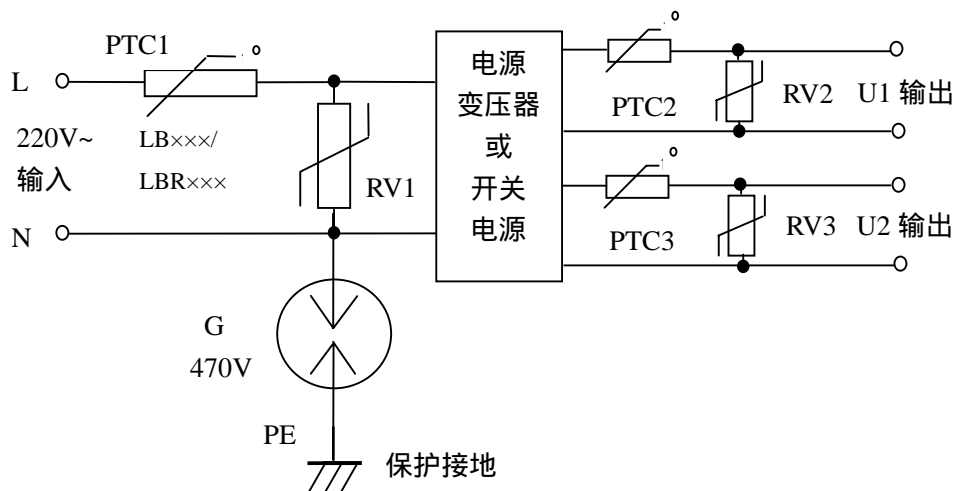 PTC1
L
220V~
输入
LB×××/
LBR×××
N
RV1
G
470V
PE
保护接地
电源
变压器
或
开关
电源
PTC2
RV2
U1 输出
PTC3
RV3
U2 输出